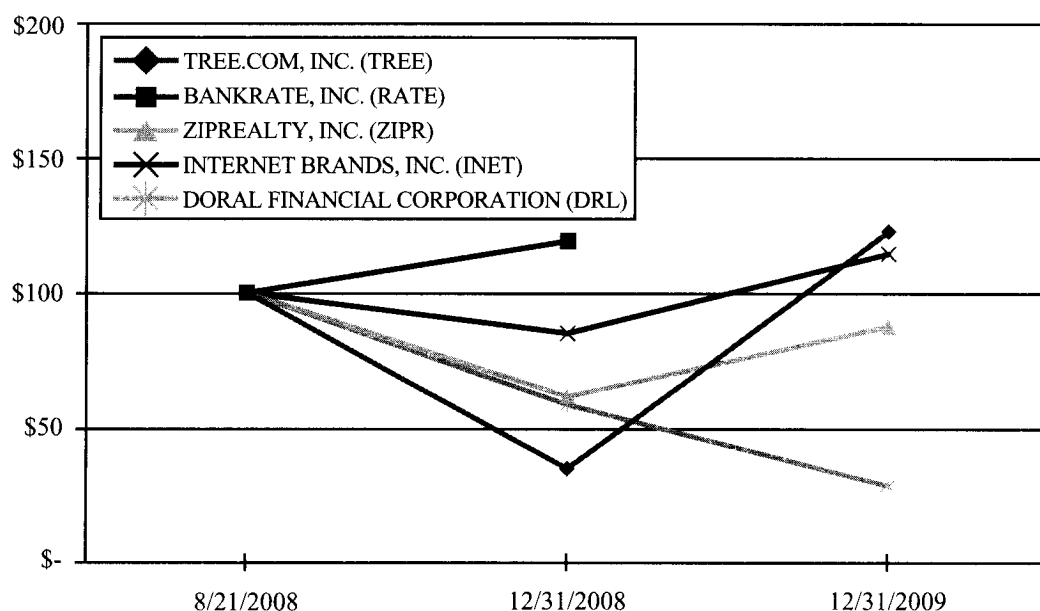 $200
TREE.COM, INC. (TREE)
BANKRATE, INC. (RATE)
ZIPREALTY, INC. (ZIPR)
$150
INTERNET BRANDS, INC. (INET)
DORAL FINANCIAL CORPORATION (DRL)
$100
$50
$-
8/21/2008 12/31/2008 12/31/2009